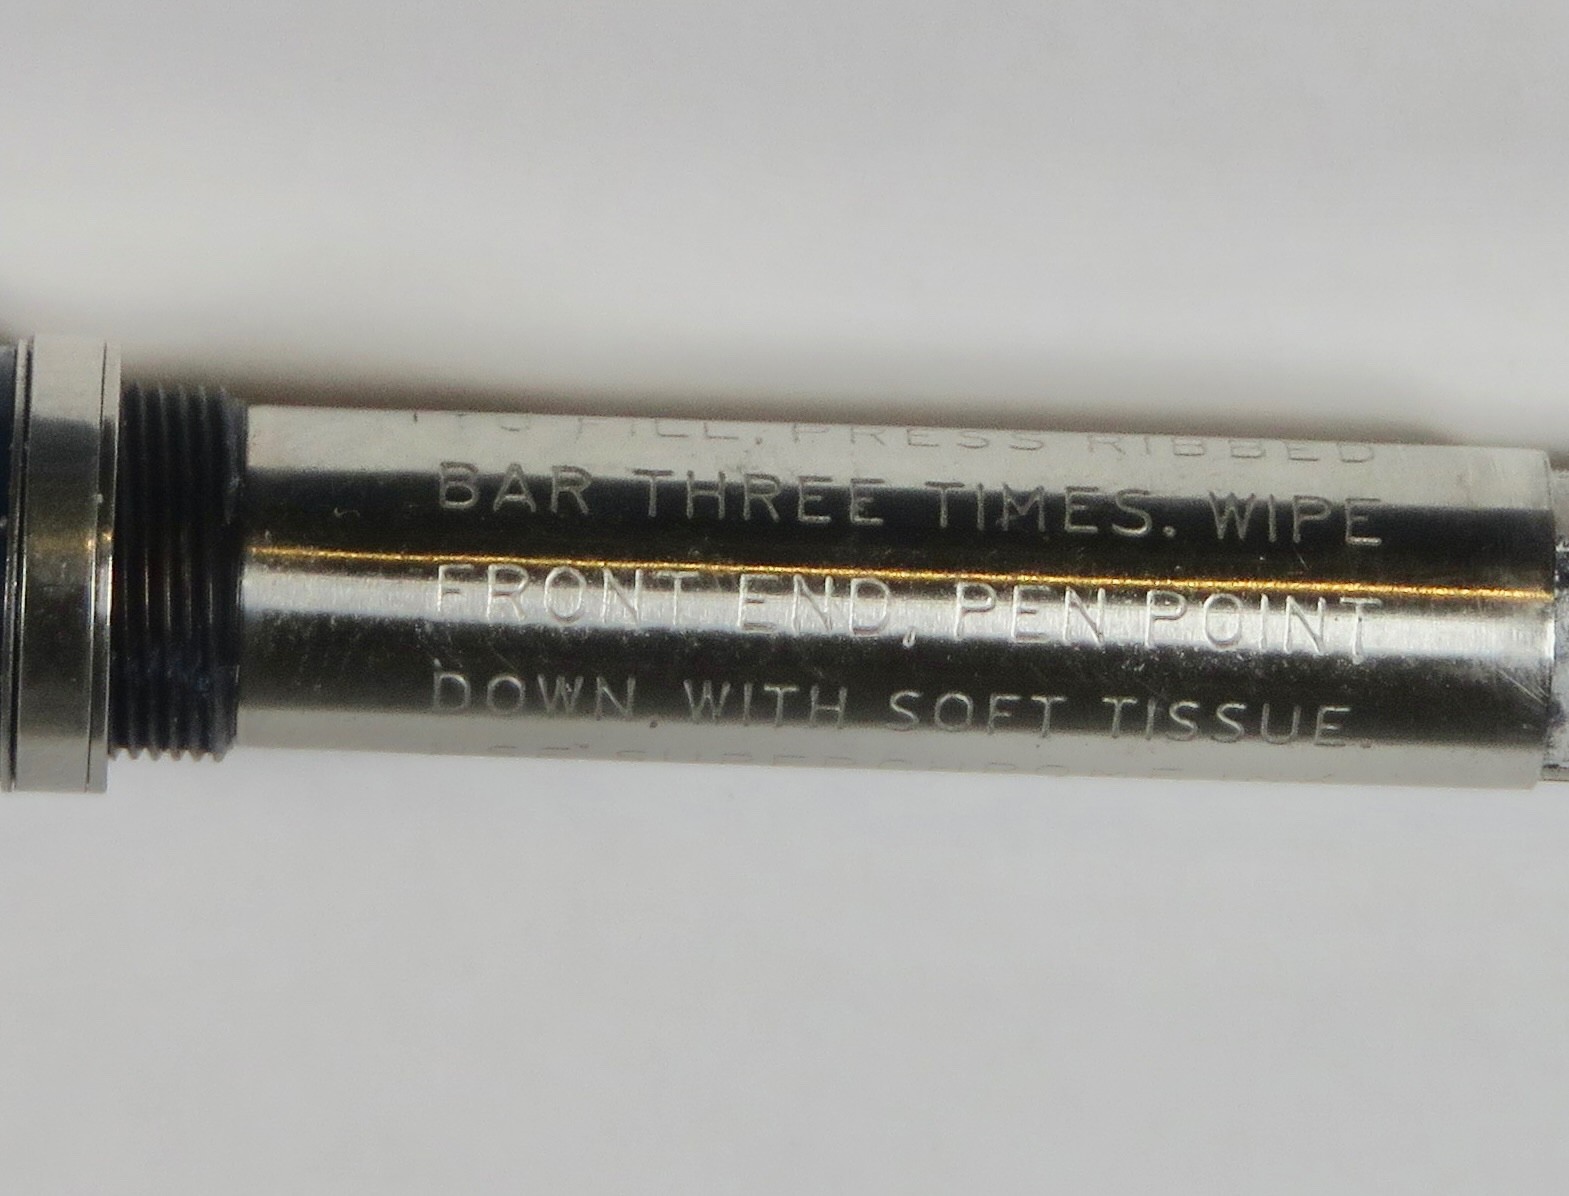 TO FILL, PRESS RIBBED
BAR THREE TIMES. WIPE
FRONT END, PEN POINT
DOWN, WITH SOFT TISSUE.